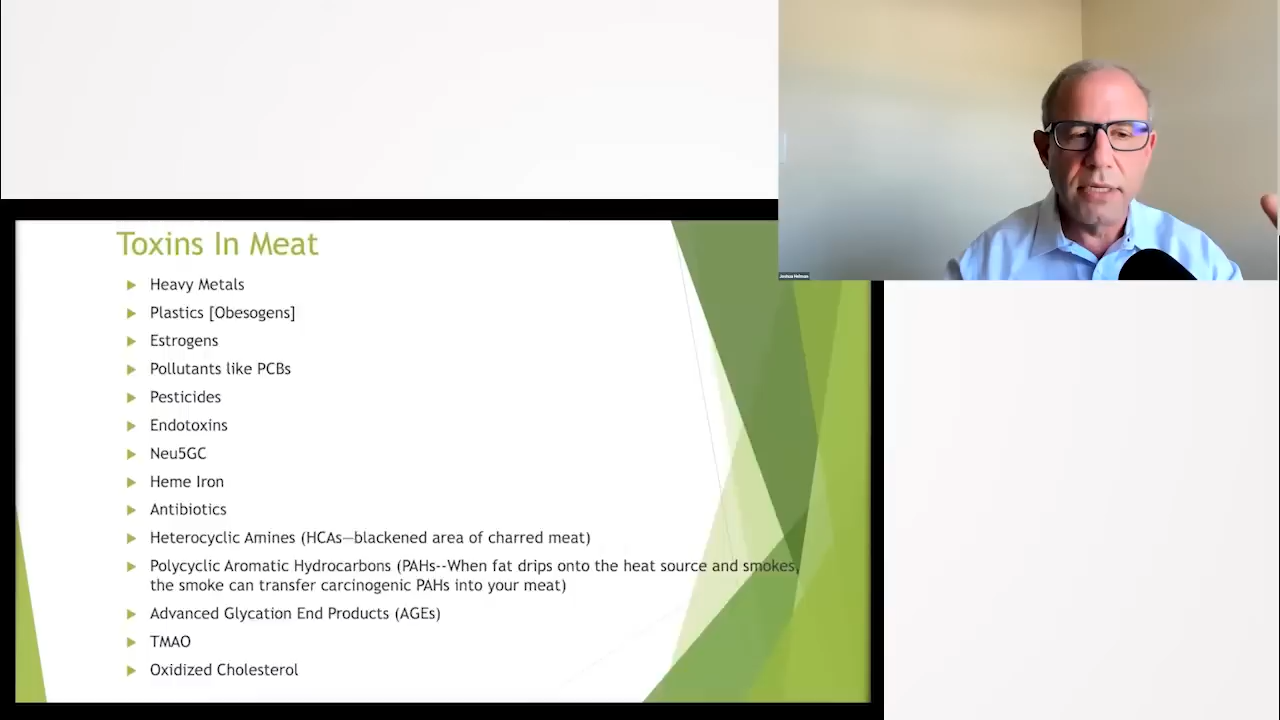 Joshua Helman
Toxins In Meat
Heavy Metals
Plastics [Obesogens]
Estrogens
Pollutants like PCBs
Pesticides
Endotoxins
Neu5GC
Heme Iron
Antibiotics
Heterocyclic Amines (HCAs—blackened area of charred meat)
Polycyclic Aromatic Hydrocarbons (PAHs--When fat drips onto the heat source and smokes,
the smoke can transfer carcinogenic PAHs into your meat)
Advanced Glycation End Products (AGEs)
TMAO
Oxidized Cholesterol